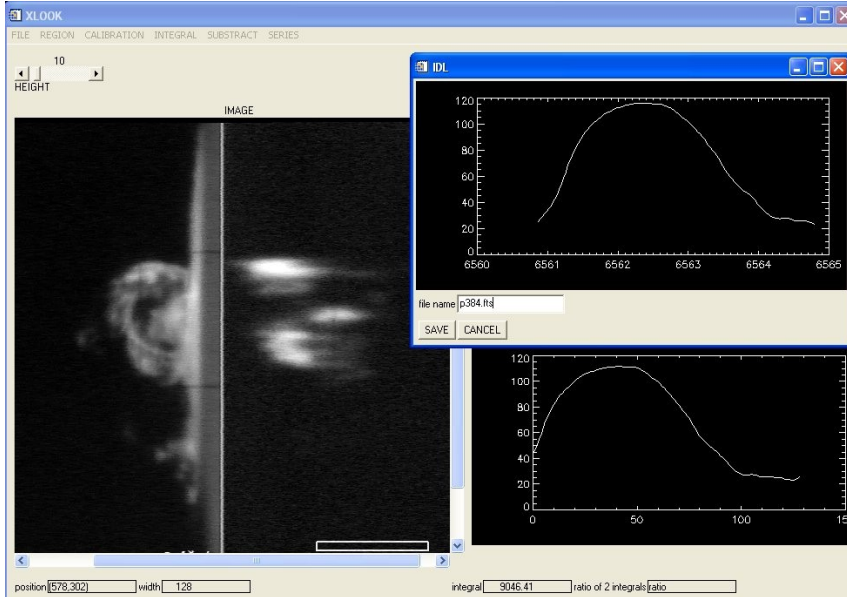 XLOOK
FILE REGION CALIBRATION INTEGRAL SUBSTRACT SERIES
10
HEIGHT
IMAGE
IDL
120
100
80
60
40
20
0
6560 6561 6562 6563 6564 6565
file name p384.fts
SAVE CANCEL
120
100
80
60
40
20
0
0 50 100 150
position (578,302) width 128 integral 9046.41 ratio of 2 integrals ratio